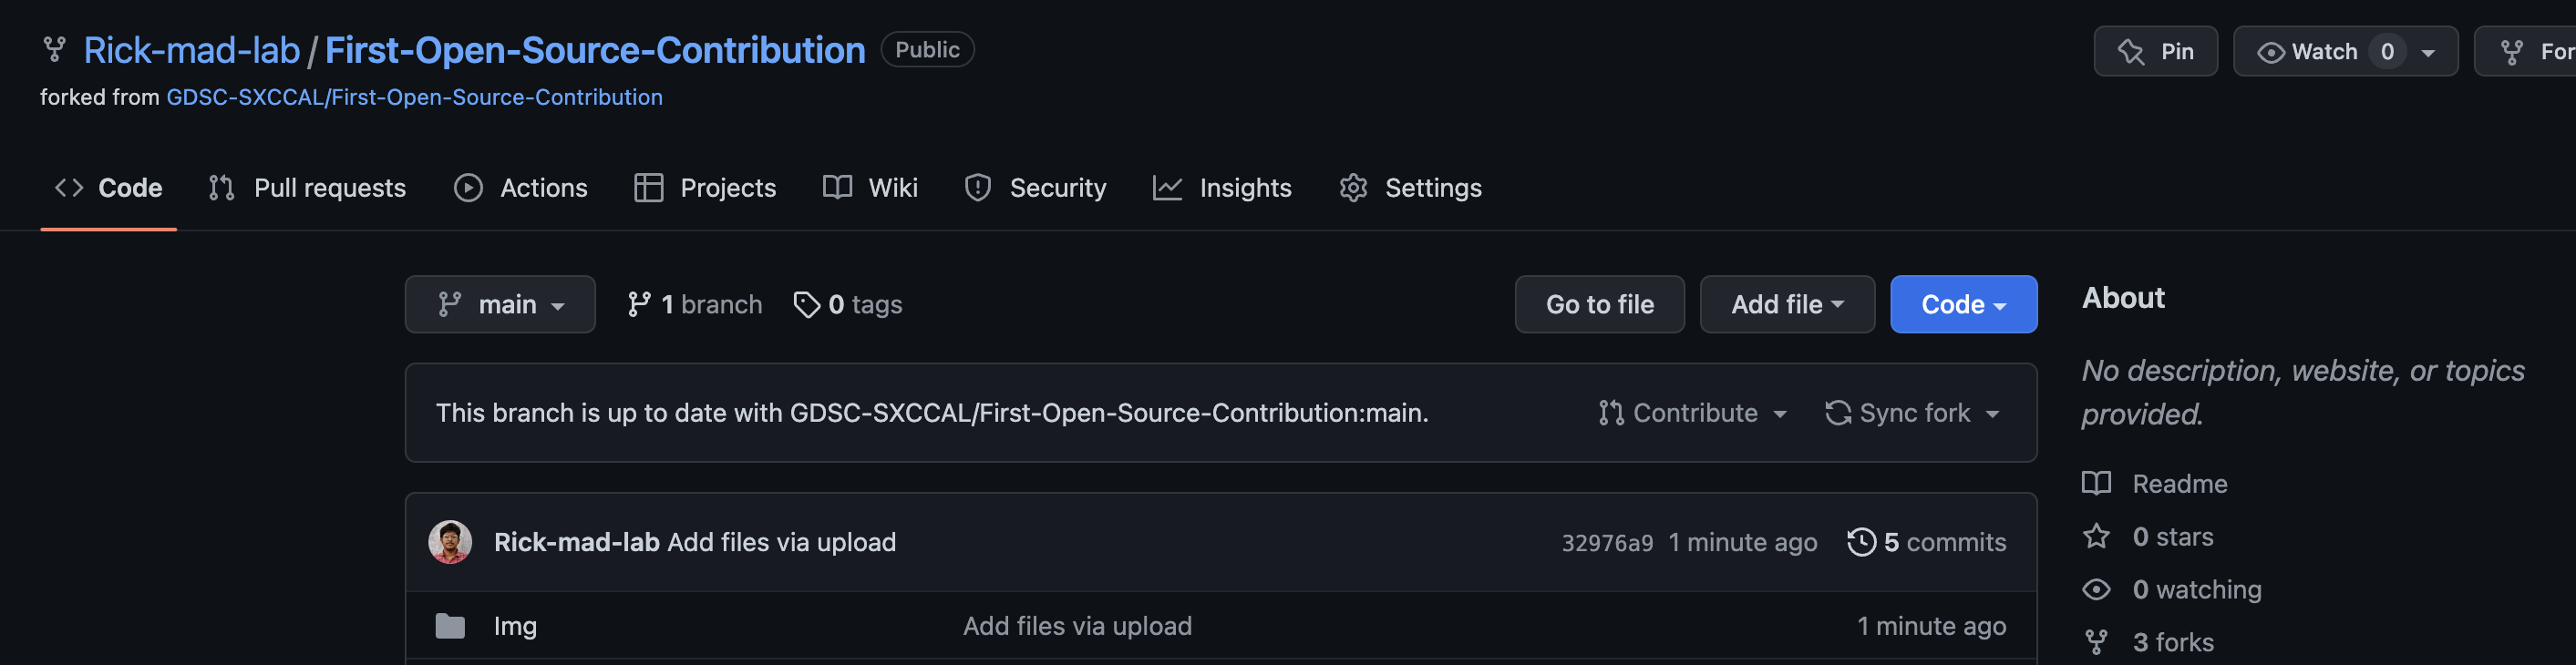 Rick-mad-lab / First-Open-Source-Contribution Public Pin Watch 0 For
forked from GDSC-SXCCAL/First-Open-Source-Contribution
Code Pull requests Actions Projects Wiki Security Insights Settings
main 1 branch 0 tags Go to file Add file Code
About
No description, website, or topics
provided.
This branch is up to date with GDSC-SXCCAL/First-Open-Source-Contribution:main. Contribute Sync fork
Readme
Rick-mad-lab Add files via upload 32976a9 1 minute ago 5 commits
0 stars
0 watching
Img Add files via upload 1 minute ago
3 forks